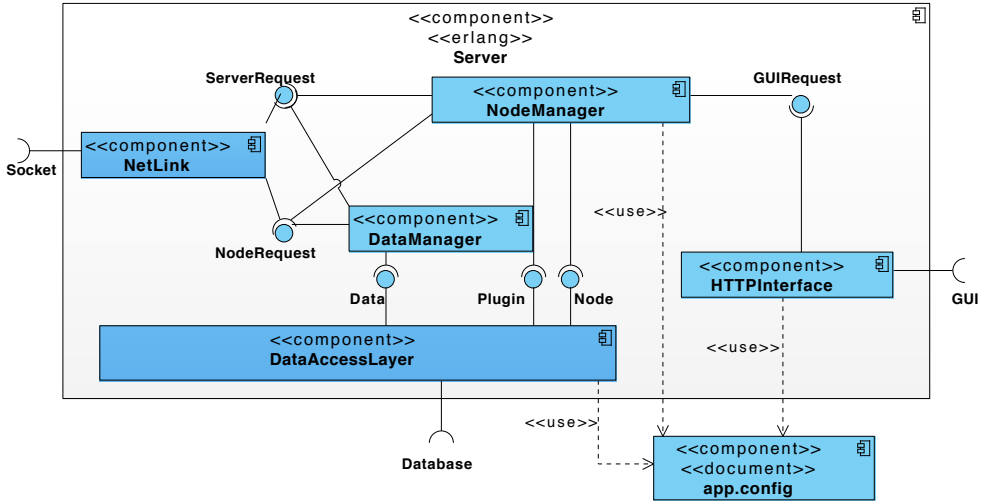 <<component>>
<<erlang>>
Server
ServerRequest
<<component>>
NodeManager
GUIRequest
<<component>>
NetLink
Socket
<<component>>
DataManager
<<use>>
NodeRequest
<<component>>
HTTPInterface
Data
Plugin
Node
GUI
<<component>>
DataAccessLayer
<<use>>
<<use>>
Database
<<component>>
<<document>>
app.config